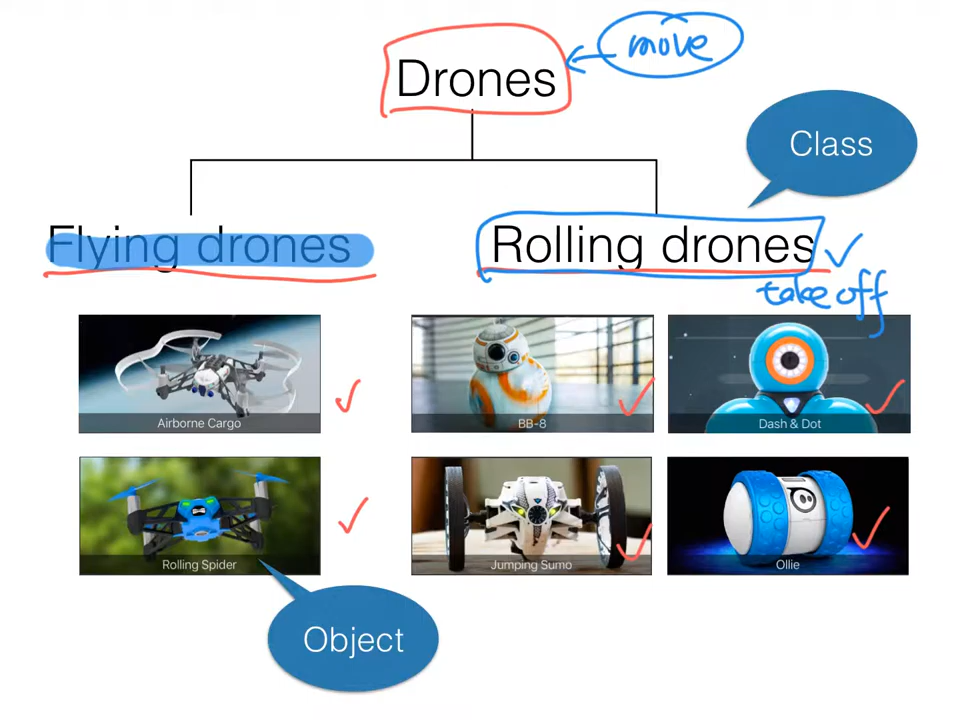 move
Drones
Class
Flying drones
Rolling drones
take off
Airborne Cargo
BB-8
Dash & Dot
Rolling Spider
Jumping Sumo
Ollie
Object